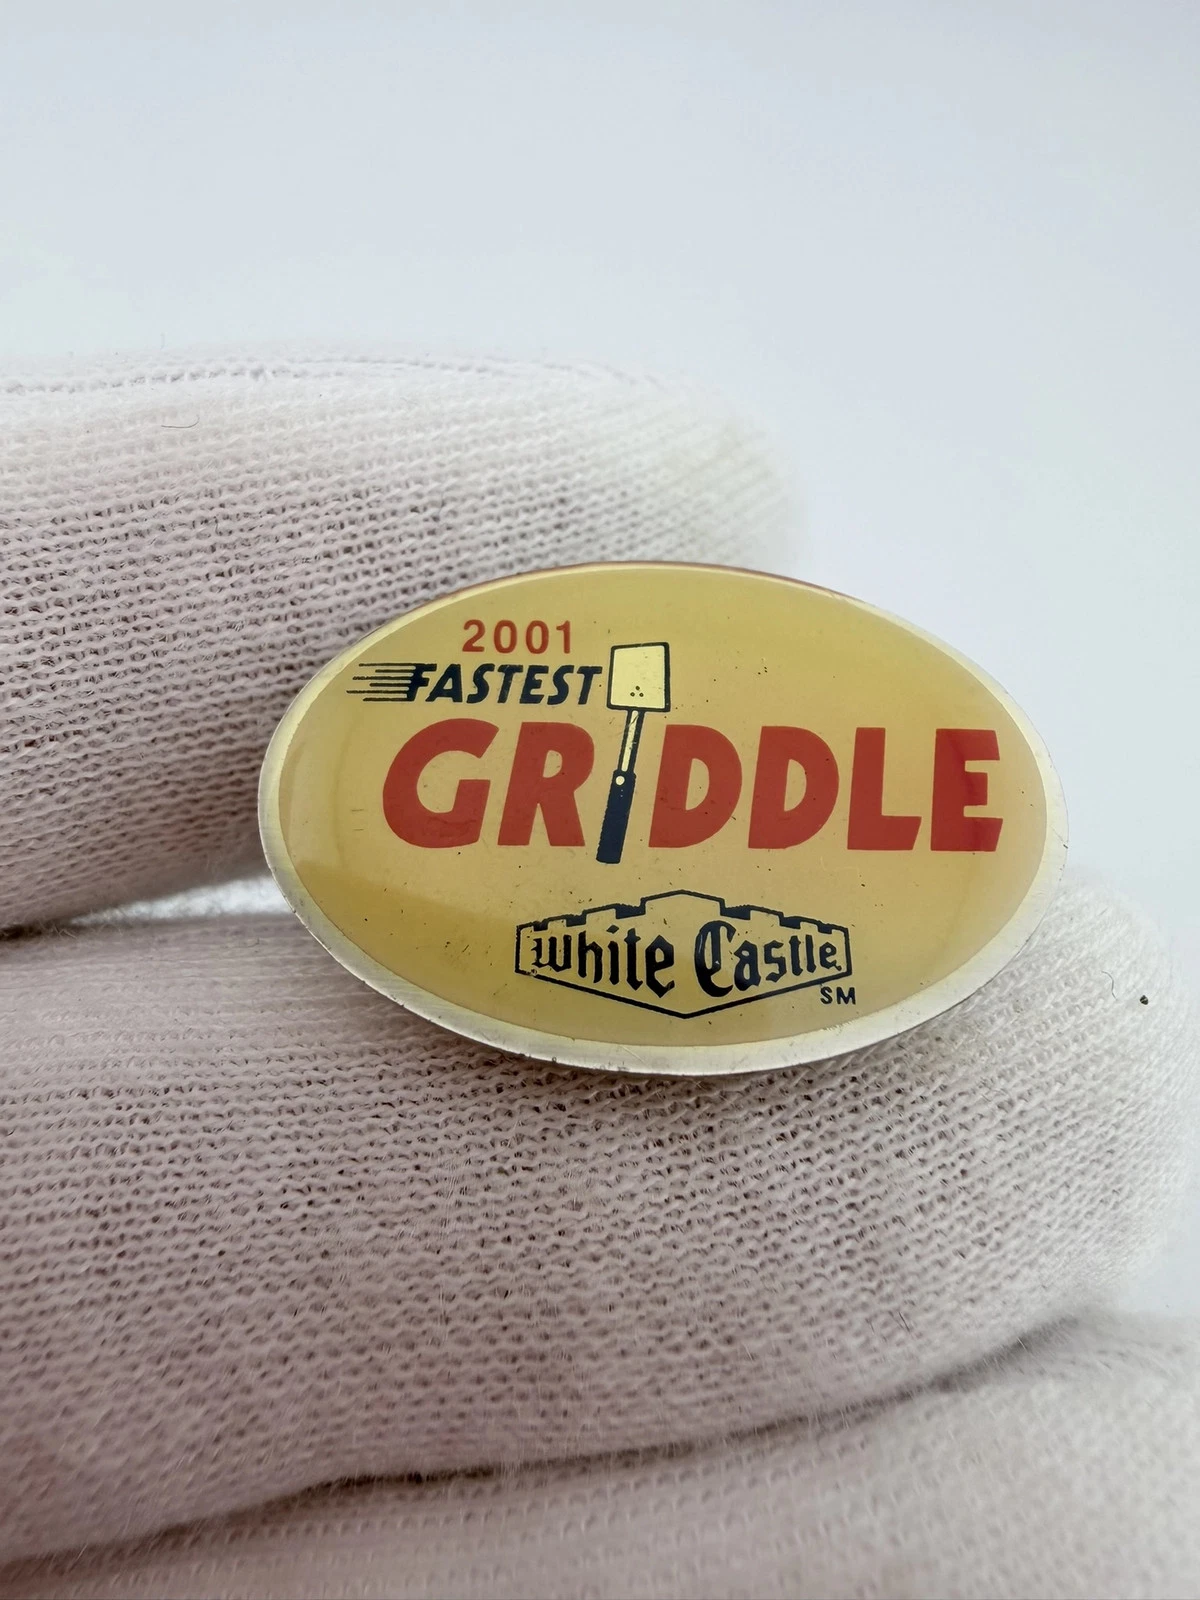 2001
FASTEST
GRIDDLE
White Castle
SM